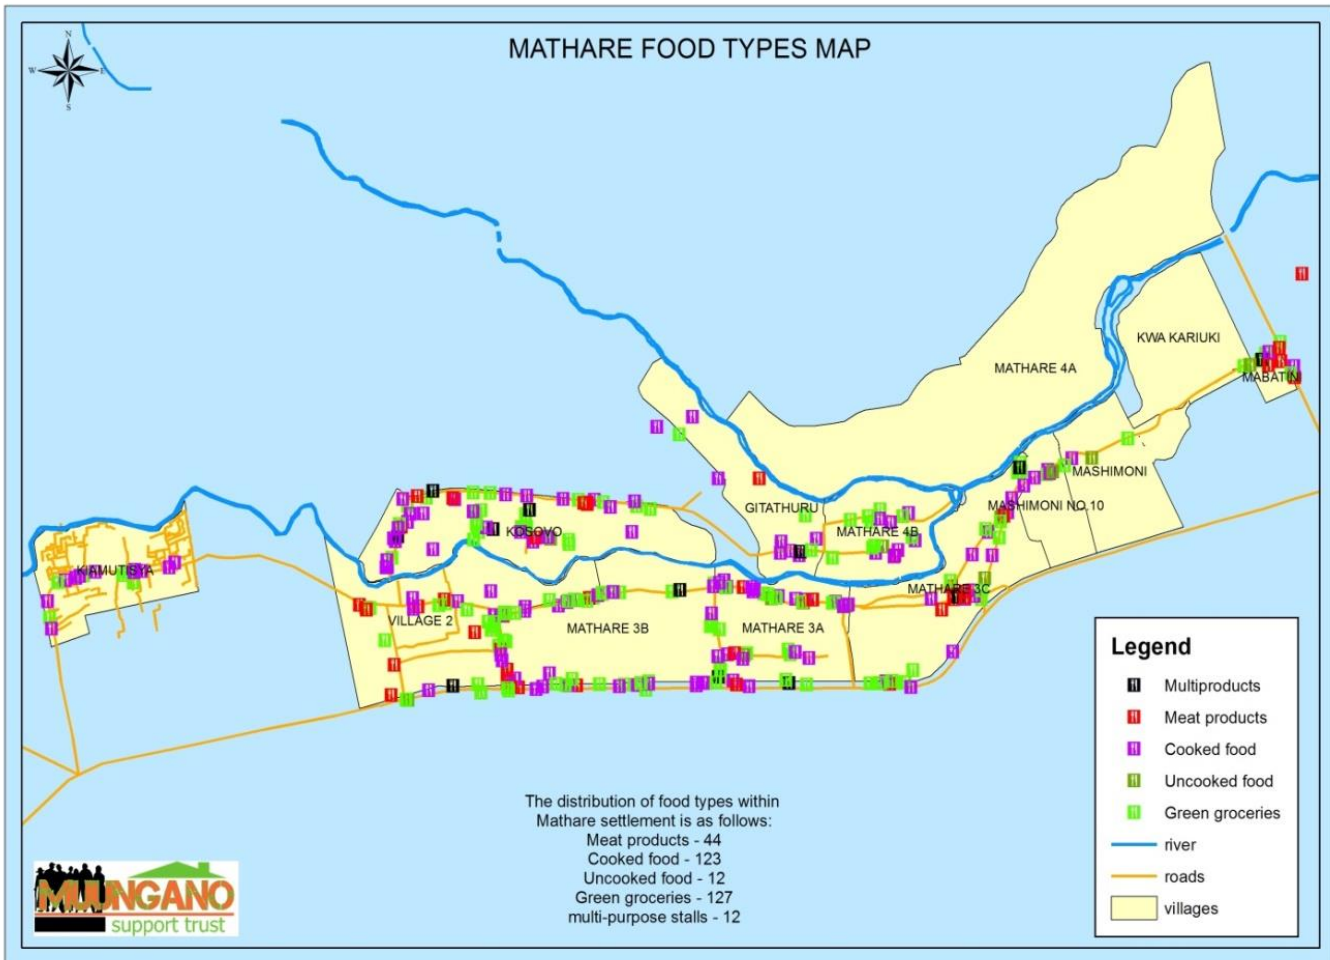 MATHARE FOOD TYPES MAP
N
W
E
S
KWA KARIUKI
MATHARE 4A
MABATINI
MASHIMONI
MASHIMONI NO.10
GITATHURU
KOSOVO
MATHARE 4B
KIAMUTISYA
MATHARE 3C
VILLAGE 2
MATHARE 3B
MATHARE 3A
Legend
Multiproducts
Meat products
Cooked food
Uncooked food
Green groceries
river
roads
villages
The distribution of food types within
Mathare settlement is as follows:
Meat products - 44
Cooked food - 123
Uncooked food - 12
Green groceries - 127
multi-purpose stalls - 12
MUUNGANO
support trust